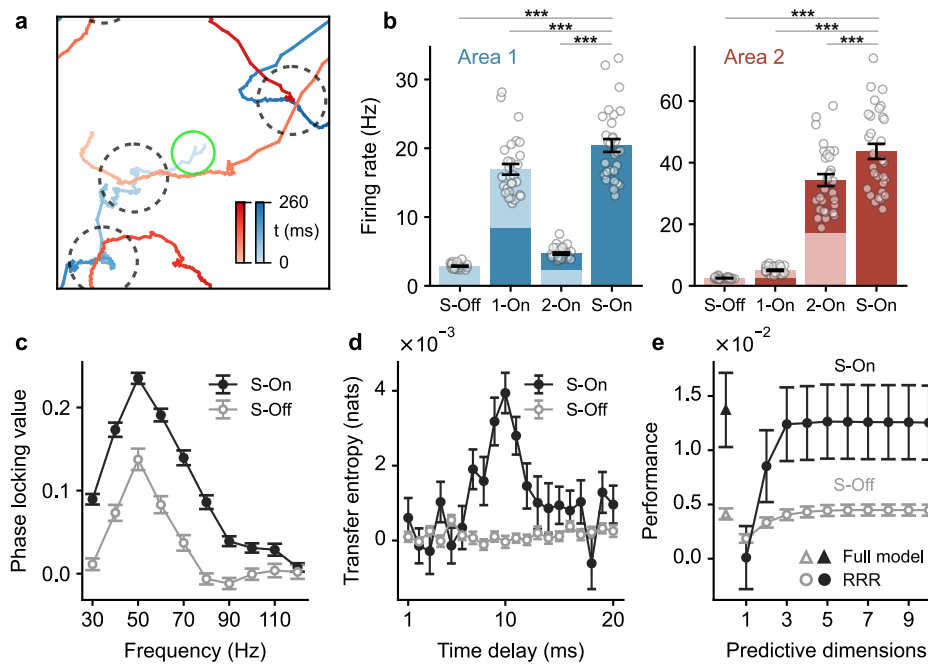 a
260
t (ms)
0
b
***
***
***
Area 1
Firing rate (Hz)
30
20
10
0
S-Off
1-On
2-On
S-On
***
***
***
Area 2
60
40
20
0
S-Off
1-On
2-On
S-On
c
Phase locking value
0.2
0.1
0.0
S-On
S-Off
30
50
70
90
110
Frequency (Hz)
d
×10⁻³
Transfer entropy (nats)
4
2
0
S-On
S-Off
1
10
20
Time delay (ms)
e
×10⁻²
Performance
1.5
1.0
0.5
0.0
S-On
S-Off
Full model
RRR
1
3
5
7
9
Predictive dimensions